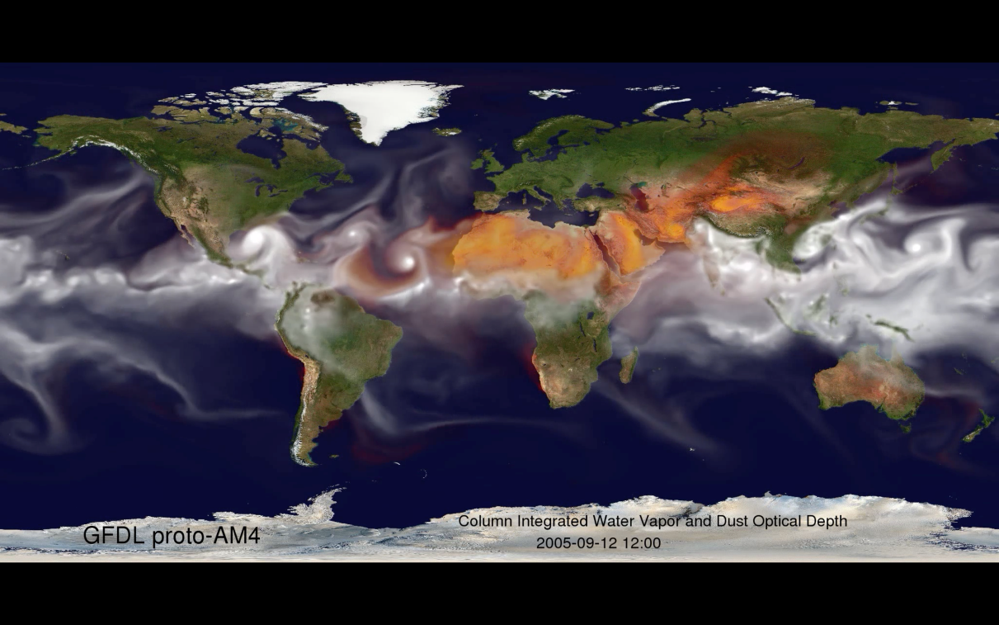 Column Integrated Water Vapor and Dust Optical Depth
GFDL proto-AM4
2005-09-12 12:00